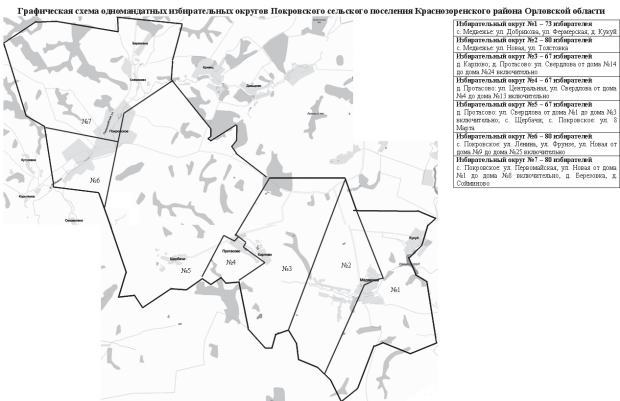 Графическая схема одномандатных избирательных округов Покровского сельского поселения Краснозоренского района Орловской области
Избирательный округ №1 – 73 избирателей
с. Медвежье: ул. Добрикова, ул. Фермерская, д. Кукуй
Избирательный округ №2 – 80 избирателей
с. Медвежье: ул. Новая, ул. Толстовка
Избирательный округ №3 – 67 избирателей
д. Карпово, д. Протасово: ул. Свердлова от дома №14
до дома №24 включительно
Избирательный округ №4 – 67 избирателей
д. Протасово: ул. Центральная, ул. Свердлова от дома
№4 до дома №13 включительно
Избирательный округ №5 – 67 избирателей
д. Протасово: ул. Свердлова от дома №1 до дома №3
включительно, с. Щербачи; с. Покровское: ул. 8
Марта
Избирательный округ №6 – 80 избирателей
с. Покровское: ул. Ленина, ул. Фрунзе, ул. Новая от
дома №9 до дома №25 включительно
Избирательный округ №7 – 80 избирателей
с. Покровское: ул. Первомайская, ул. Новая от дома
№1 до дома №8 включительно, д. Березовка, д.
Сойминово
№7
Покровское
№6
Протасово
Карпово
Щербачи
№5
№4
№3
№2
Медвежье
№1
Кукуй